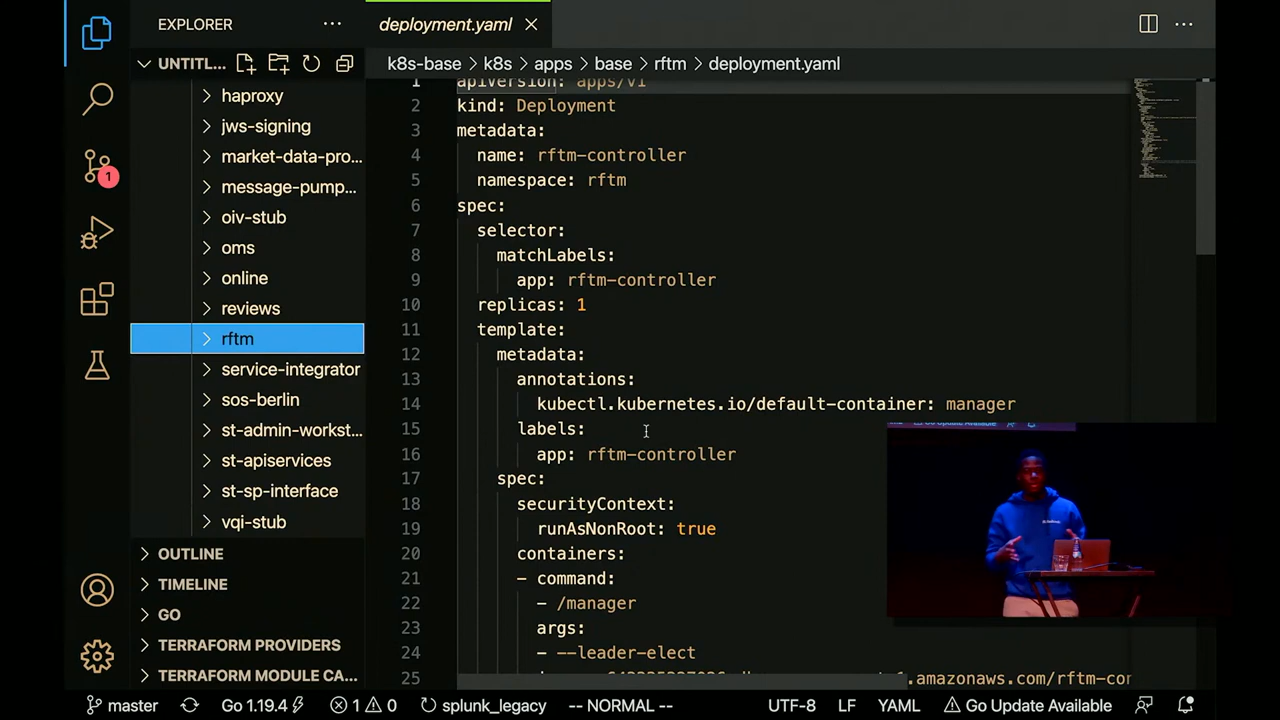 EXPLORER
deployment.yaml
UNTITL...
k8s-base > k8s > apps > base > rftm > deployment.yaml
haproxy
jws-signing
market-data-pro...
message-pump...
oiv-stub
oms
online
reviews
rftm
service-integrator
sos-berlin
st-admin-workst...
st-apiservices
st-sp-interface
vqi-stub
OUTLINE
TIMELINE
GO
TERRAFORM PROVIDERS
TERRAFORM MODULE CA...
1
1 apiVersion: apps/v1
2 kind: Deployment
3 metadata:
4 name: rftm-controller
5 namespace: rftm
6 spec:
7 selector:
8 matchLabels:
9 app: rftm-controller
10 replicas: 1
11 template:
12 metadata:
13 annotations:
14 kubectl.kubernetes.io/default-container: manager
15 labels:
16 app: rftm-controller
17 spec:
18 securityContext:
19 runAsNonRoot: true
20 containers:
21 - command:
22 - /manager
23 args:
24 - --leader-elect
25 .amazonaws.com/rftm-con
master Go 1.19.4 1 0 splunk_legacy -- NORMAL -- UTF-8 LF YAML Go Update Available